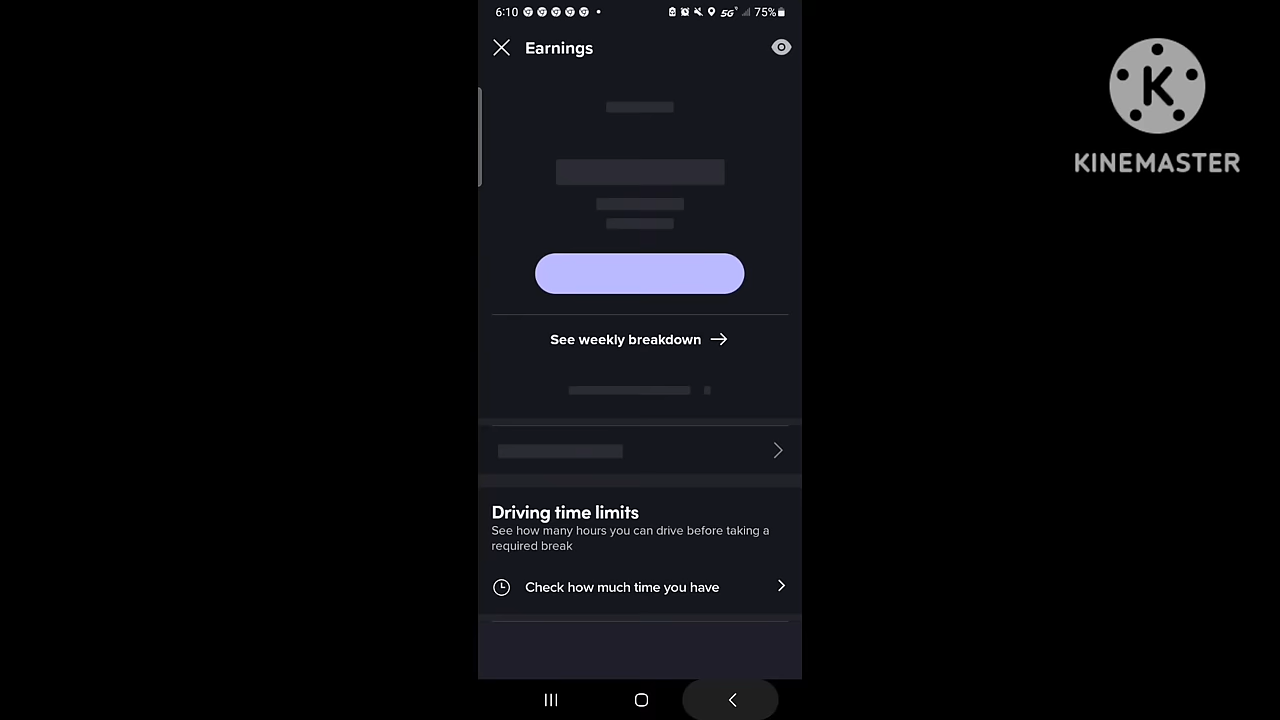 6:10
5G
75%
Earnings
K
KINEMASTER
See weekly breakdown
Driving time limits
See how many hours you can drive before taking a
required break
Check how much time you have